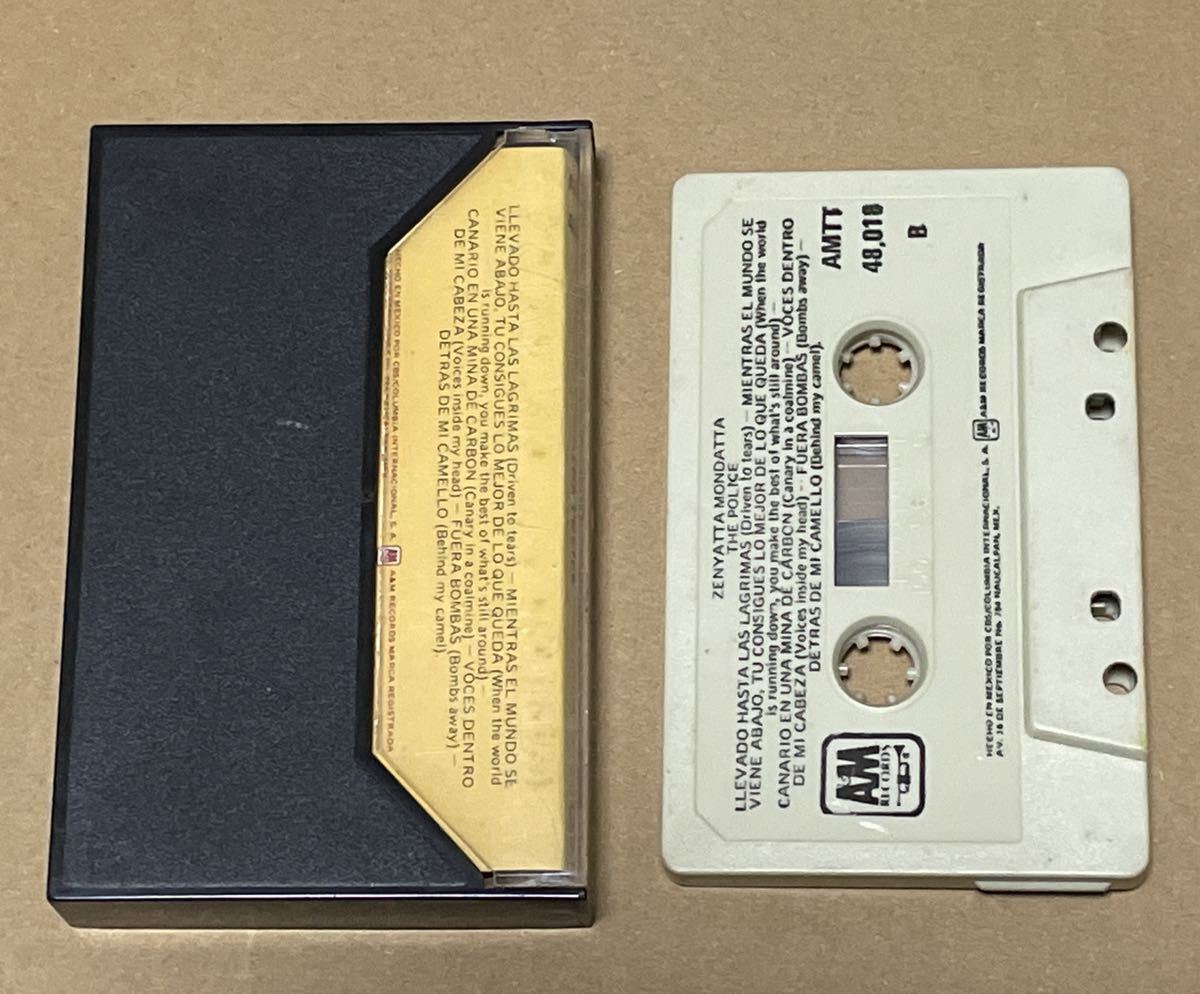 LLEVADO HASTA LAS LAGRIMAS (Driven to tears) — MIENTRAS EL MUNDO SE
VIENE ABAJO, TU CONSIGUES LO MEJOR DE LO QUE QUEDA (When the world
is running down, you make the best of what's still around) —
CANARIO EN UNA MINA DE CARBON (Canary in a coalmine) — VOCES DENTRO
DE MI CABEZA (Voices inside my head) — FUERA BOMBAS (Bombs away) —
DETRAS DE MI CAMELLO (Behind my camel).
HECHO EN MEXICO POR CBS/COLUMBIA INTERNACIONAL, S. A. A&M A&M RECORDS MARCA REGISTRADA
ZENYATTA MONDATTA
THE POLICE
LLEVADO HASTA LAS LAGRIMAS (Driven to tears) — MIENTRAS EL MUNDO SE
VIENE ABAJO, TU CONSIGUES LO MEJOR DE LO QUE QUEDA (When the world
is running down, you make the best of what's still around) —
CANARIO EN UNA MINA DE CARBON (Canary in a coalmine) — VOCES DENTRO
DE MI CABEZA (Voices inside my head) — FUERA BOMBAS (Bombs away) —
DETRAS DE MI CAMELLO (Behind my camel).
AMTT
48,018
B
A&M
RECORDS
HECHO EN MEXICO POR CBS/COLUMBIA INTERNACIONAL, S. A. A&M A&M RECORDS MARCA REGISTRADA
AV. 16 DE SEPTIEMBRE No. 784 NAUCALPAN, MEX.